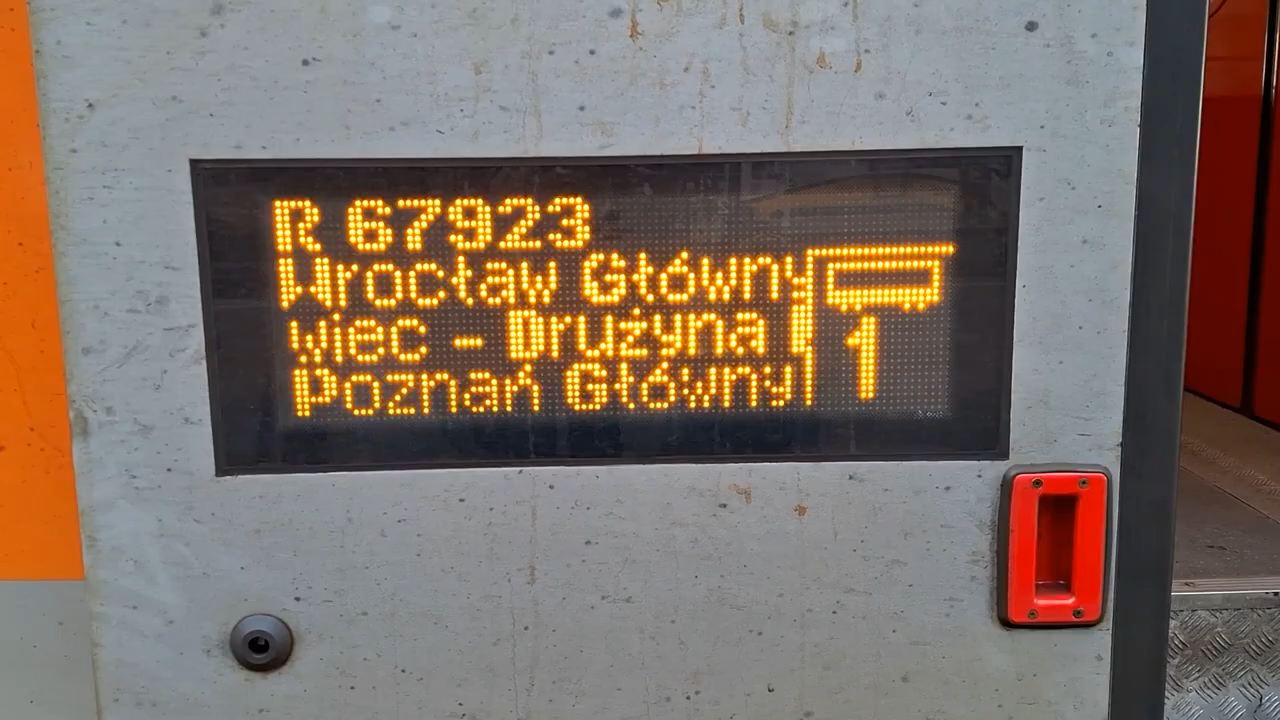 R 67923
Wrocław Główny
wiec - Drużyna
Poznań Główny
1